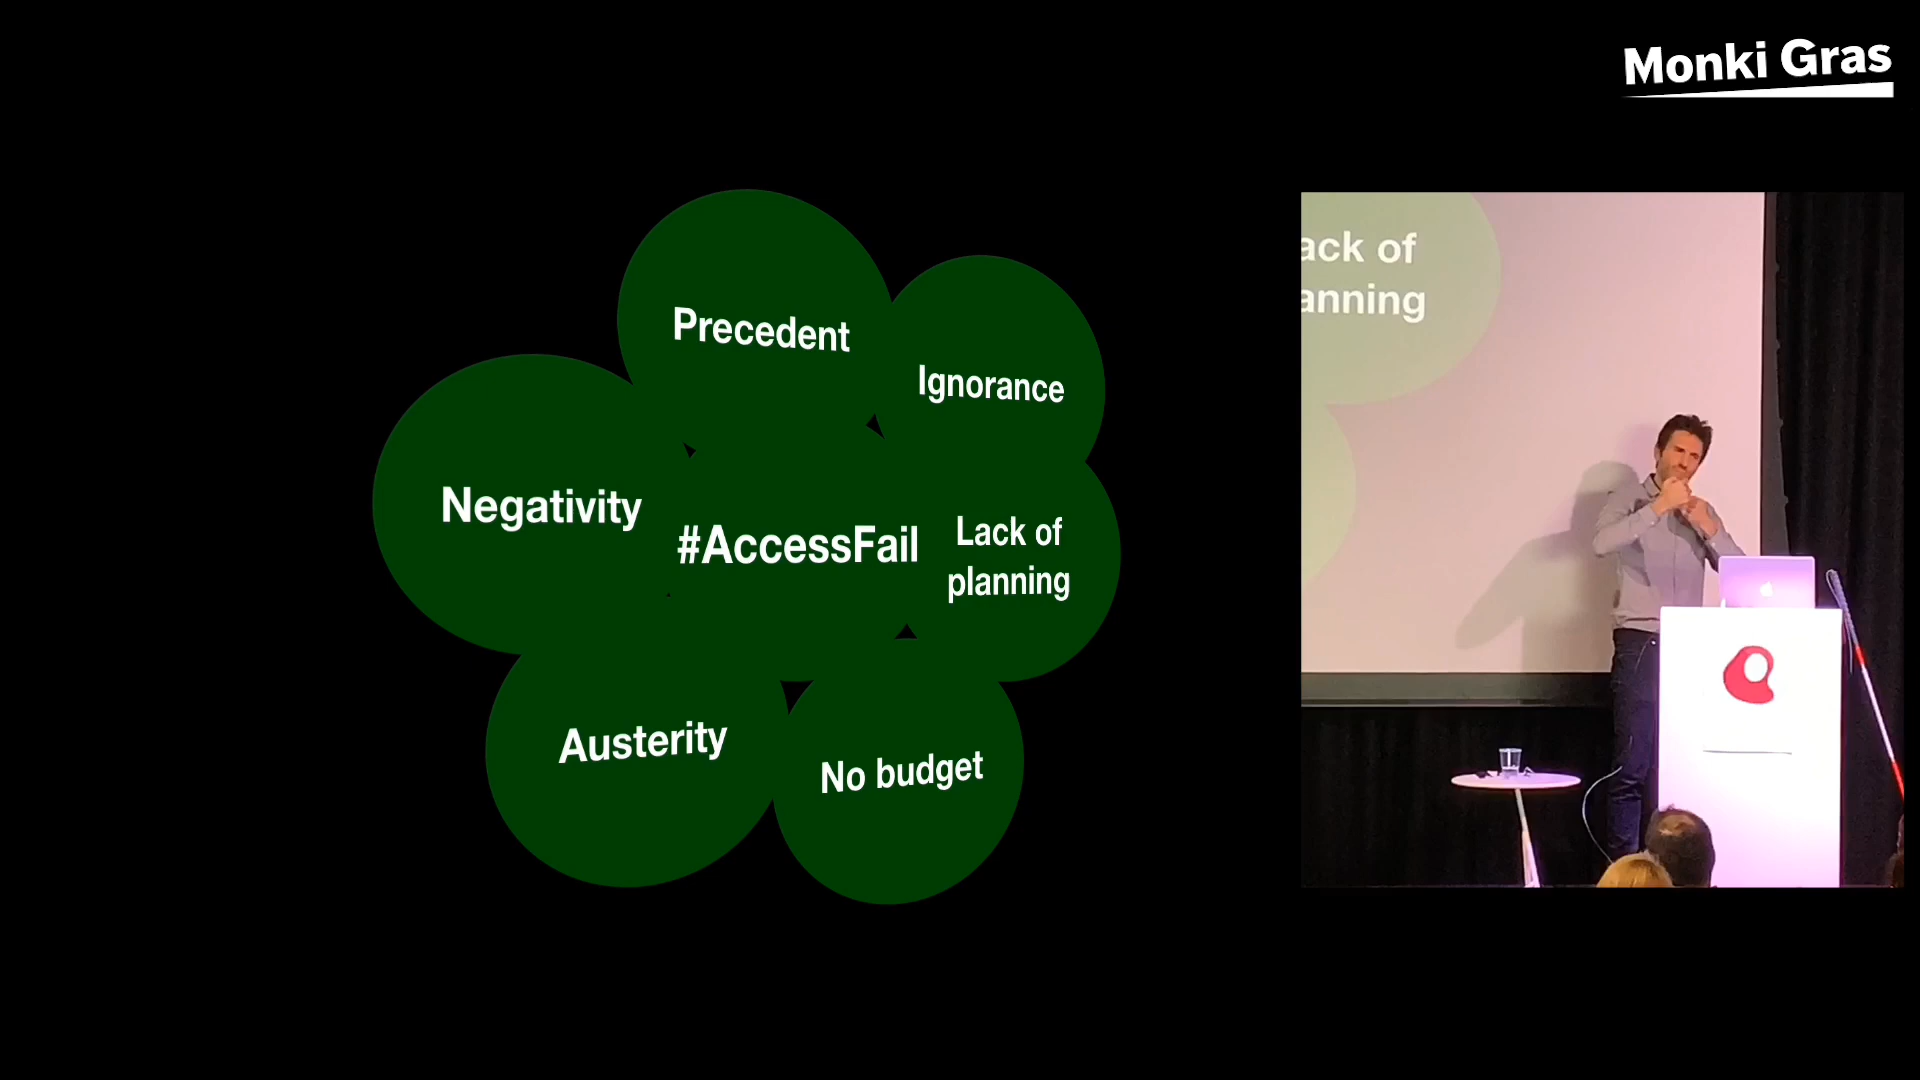 Monki Gras
Precedent
Ignorance
Negativity
#AccessFail
Lack of
planning
Austerity
No budget
ack of
anning